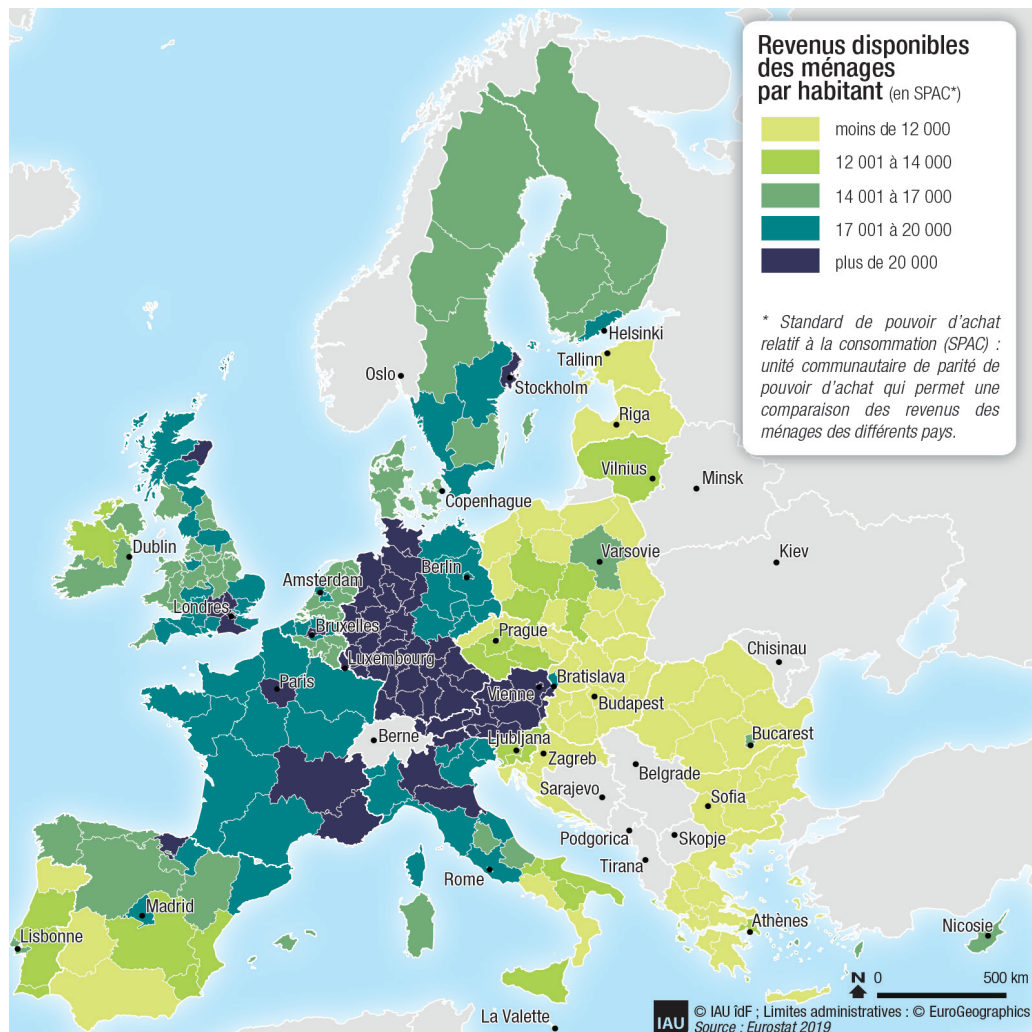 Revenus disponibles
des ménages
par habitant (en SPAC*)
moins de 12 000
12 001 à 14 000
14 001 à 17 000
17 001 à 20 000
plus de 20 000
* Standard de pouvoir d'achat
relatif à la consommation (SPAC) :
unité communautaire de parité de
pouvoir d'achat qui permet une
comparaison des revenus des
ménages des différents pays.
Helsinki
Tallinn
Oslo
Stockholm
Riga
Vilnius
Minsk
Copenhague
Dublin
Varsovie
Kiev
Amsterdam
Berlin
Londres
Bruxelles
Prague
Chisinau
Luxembourg
Paris
Vienne
Bratislava
Budapest
Berne
Ljubljana
Bucarest
Zagreb
Belgrade
Sarajevo
Sofia
Podgorica
Skopje
Tirana
Rome
Madrid
Lisbonne
Athènes
Nicosie
N 0 500 km
La Valette
IAU
© IAU îdF ; Limites administratives : © EuroGeographics
Source : Eurostat 2019